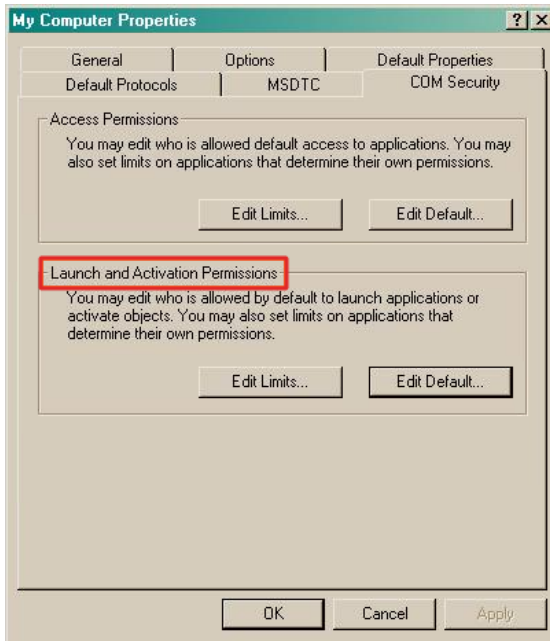 My Computer Properties
General Options Default Properties
Default Protocols MSDTC COM Security
Access Permissions
You may edit who is allowed default access to applications. You may
also set limits on applications that determine their own permissions.
Edit Limits... Edit Default...
Launch and Activation Permissions
You may edit who is allowed by default to launch applications or
activate objects. You may also set limits on applications that
determine their own permissions.
Edit Limits... Edit Default...
OK Cancel Apply